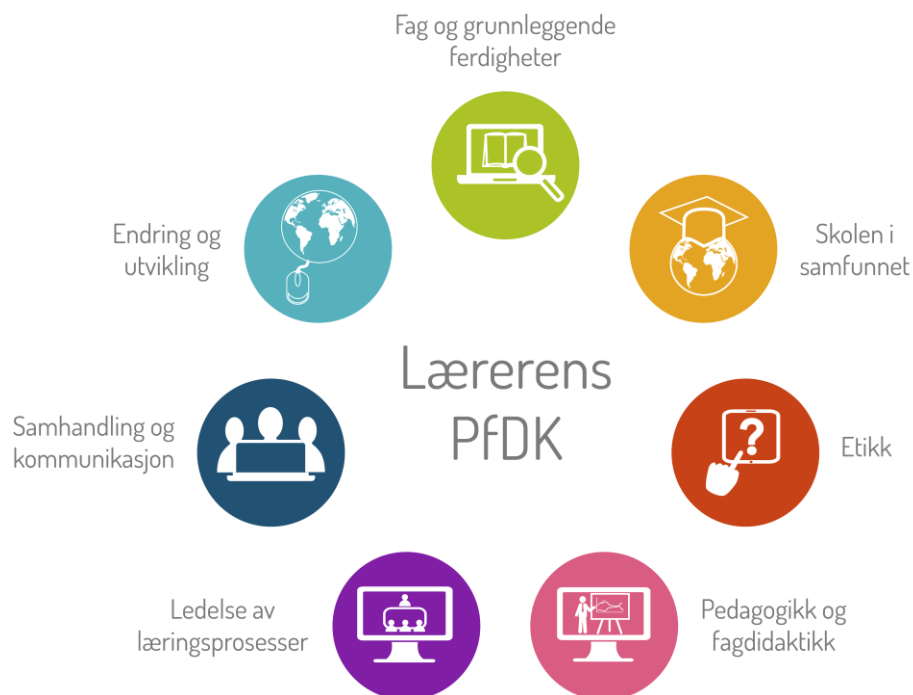 Fag og grunnleggende
ferdigheter
Endring og
utvikling
Skolen i
samfunnet
Lærerens
PfDK
Samhandling og
kommunikasjon
?
Etikk
Ledelse av
læringsprosesser
Pedagogikk og
fagdidaktikk